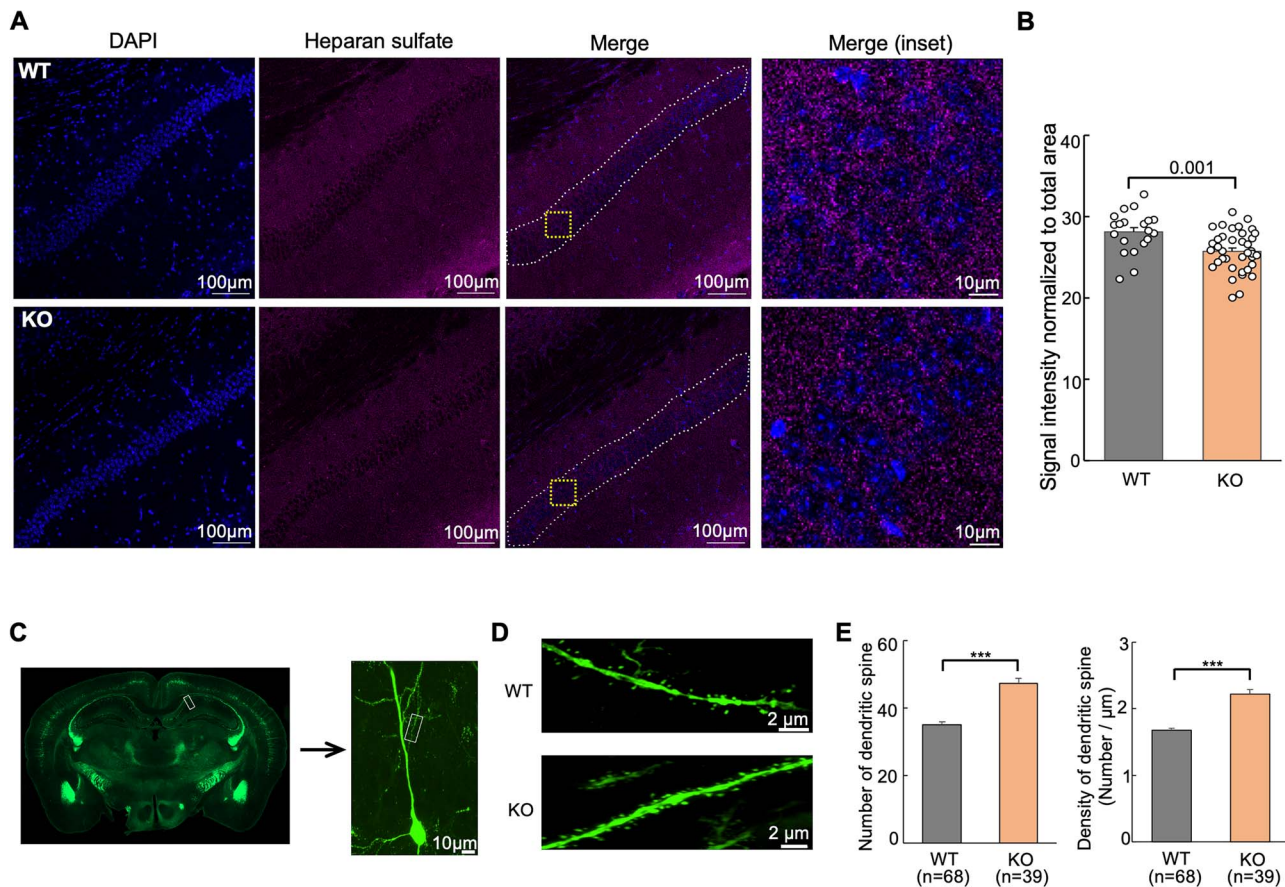 A
DAPI
Heparan sulfate
Merge
Merge (inset)
WT
100µm
100µm
100µm
10µm
KO
100µm
100µm
100µm
10µm
B
Signal intensity normalized to total area
40
30
20
10
0
0.001
WT
KO
C
10µm
D
WT
2 µm
KO
2 µm
E
Number of dendritic spine
60
40
20
0
***
WT
(n=68)
KO
(n=39)
Density of dendritic spine
(Number / µm)
3
2
1
0
***
WT
(n=68)
KO
(n=39)